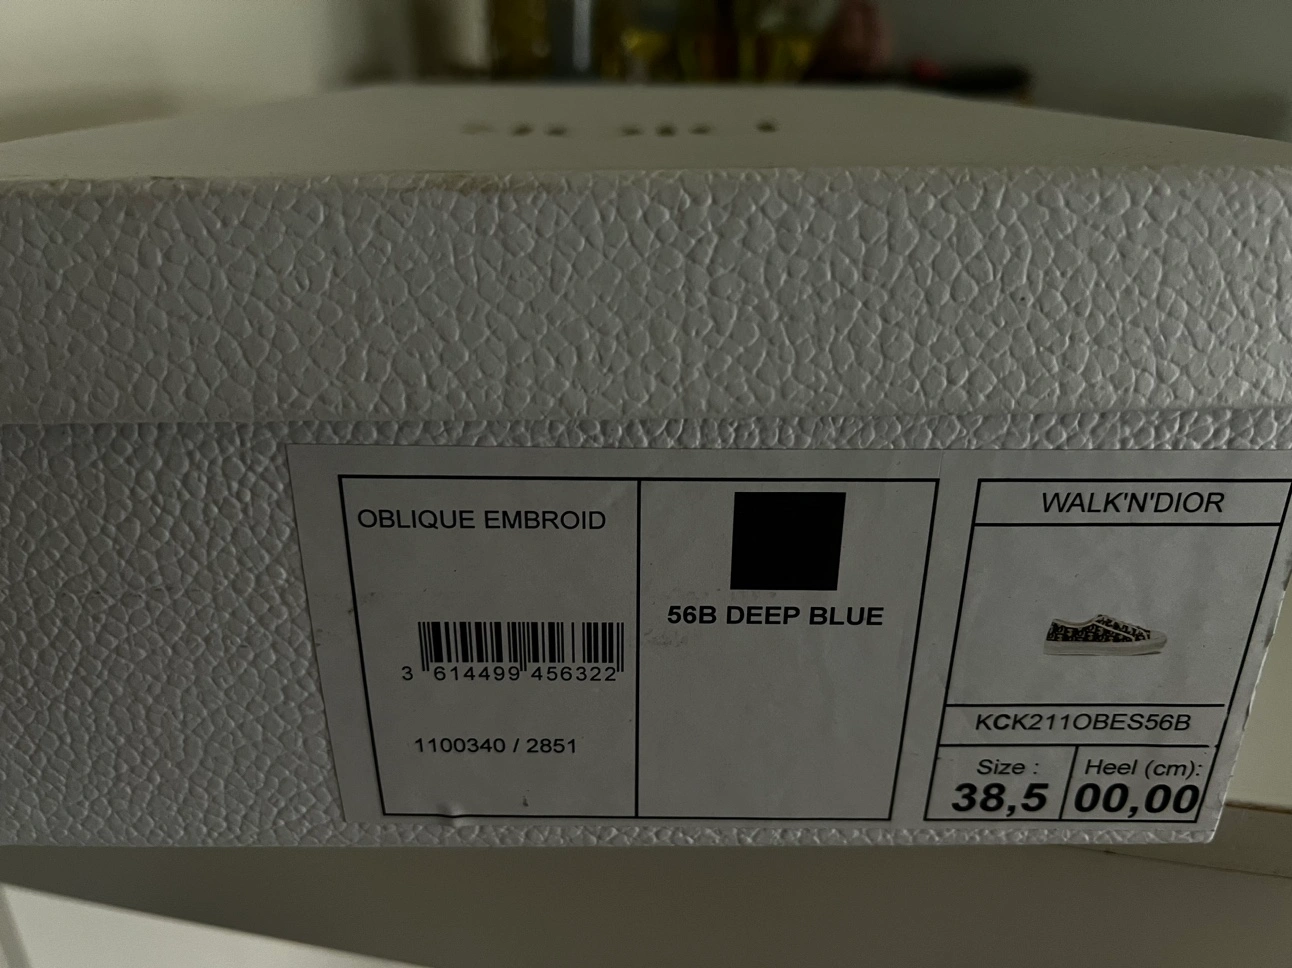 OBLIQUE EMBROID
3 614499 456322
1100340 / 2851
56B DEEP BLUE
WALK'N'DIOR
KCK211OBES56B
Size :
38,5
Heel (cm):
00,00